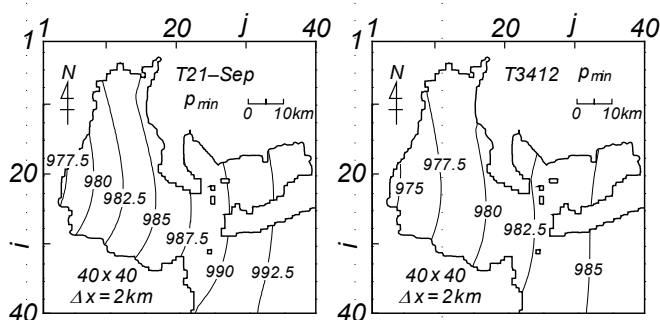 1 20 j 40
1
N
T21–Sep
p min
0 10km
977.5
980
982.5
985
987.5
990
992.5
20
i
40 x 40
Δx = 2km
40
1 20 j 40
1
N
T3412 p min
0 10km
977.5
975
980
982.5
985
20
i
40 x 40
Δx = 2km
40